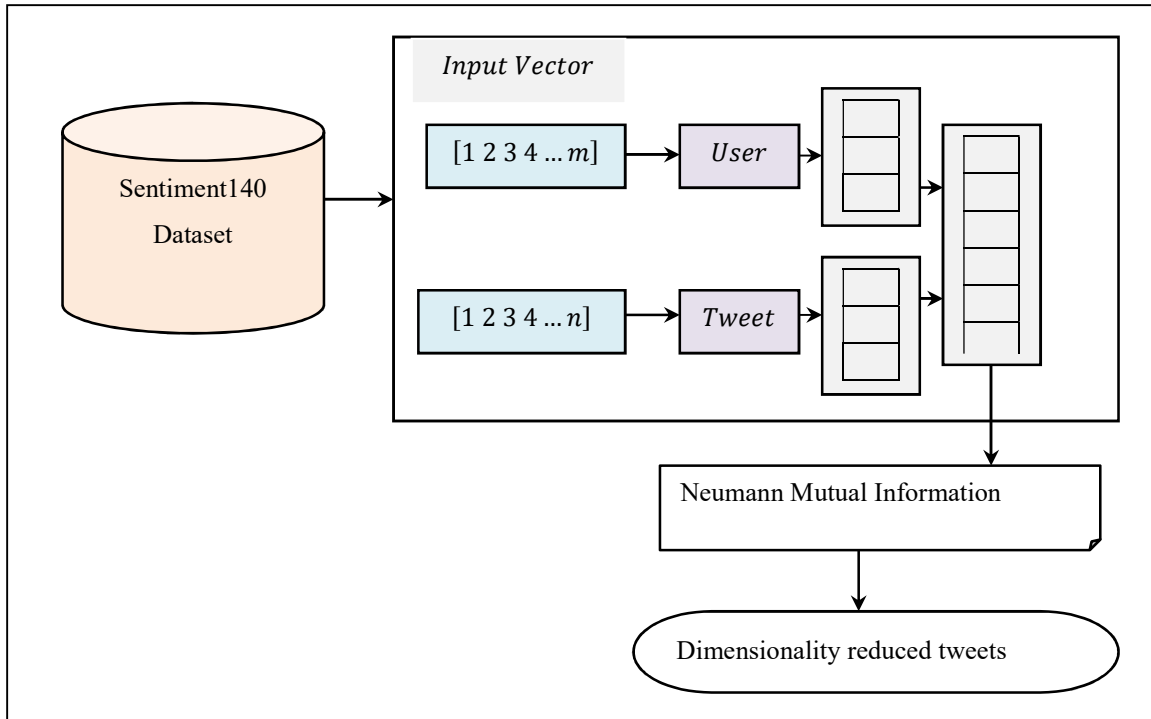 Input Vector
Sentiment140
Dataset
[1 2 3 4 … m]
User
[1 2 3 4 … n]
Tweet
Neumann Mutual Information
Dimensionality reduced tweets